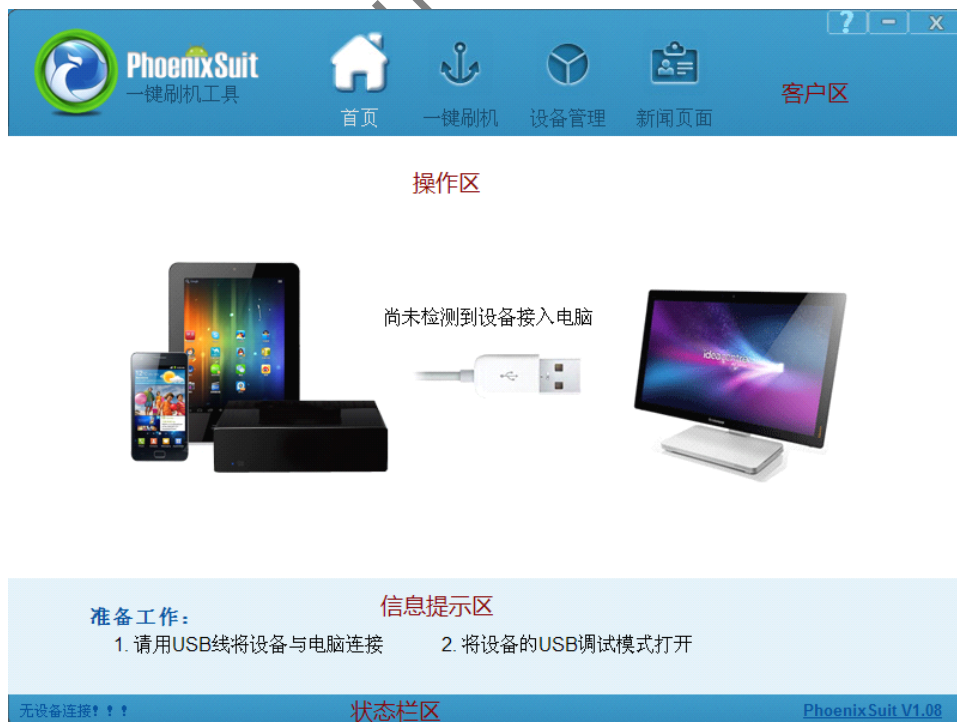 PhoenixSuit
一键刷机工具
? － x
首页 一键刷机 设备管理 新闻页面
客户区
操作区
尚未检测到设备接入电脑
准备工作：
信息提示区
1. 请用USB线将设备与电脑连接 2. 将设备的USB调试模式打开
无设备连接！！！
状态栏区
PhoenixSuit V1.08